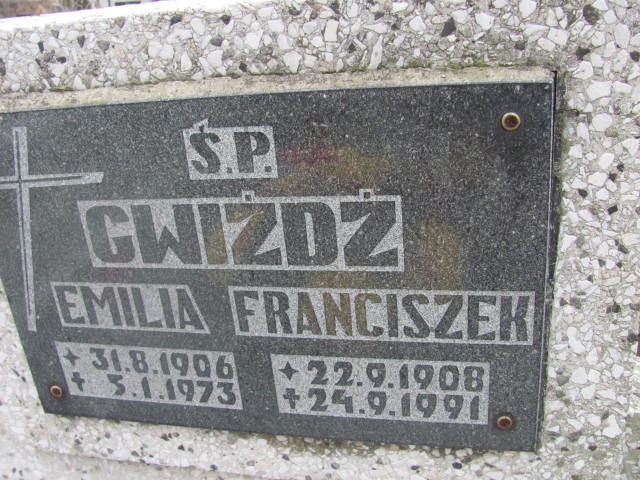 Ś.P.
GWIŻDŻ
EMILIA FRANCISZEK
31.8.1906 22.9.1908
5.1.1973 24.9.1991